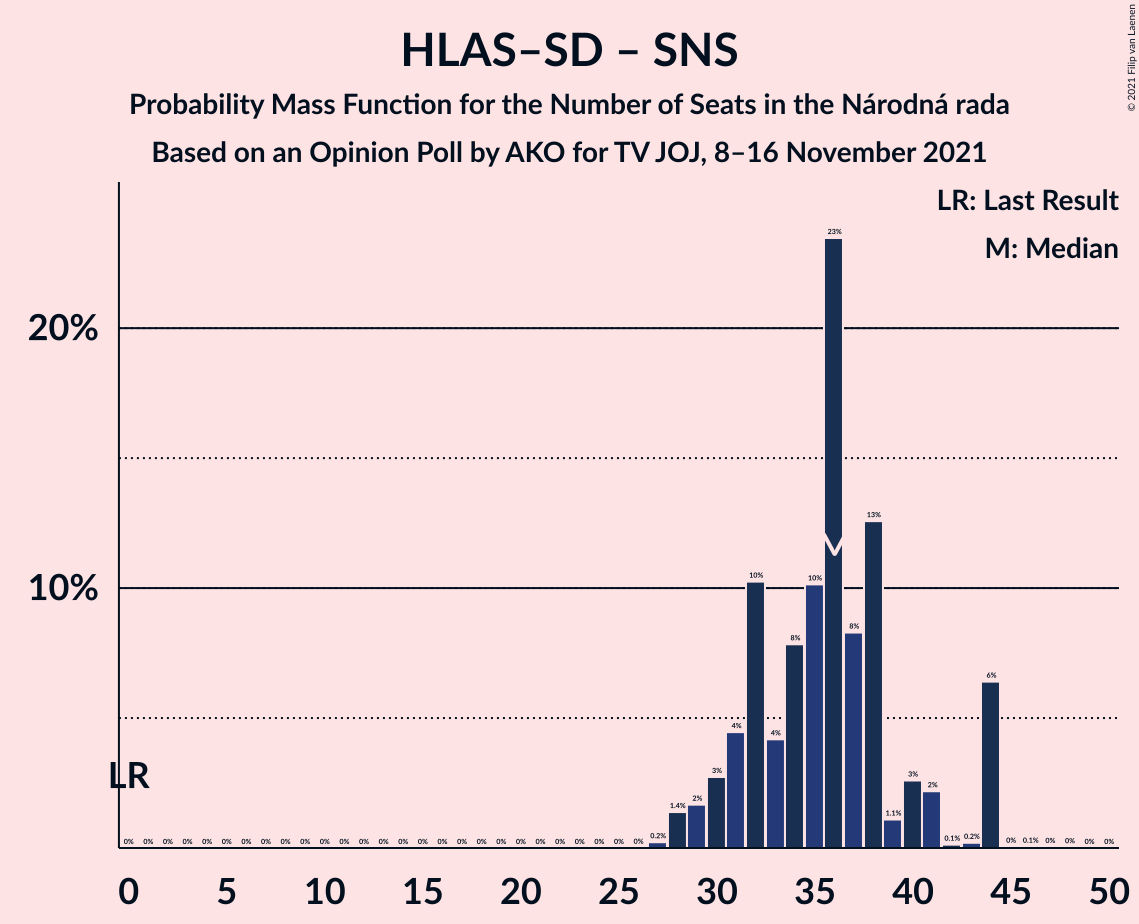 HLAS–SD – SNS
Probability Mass Function for the Number of Seats in the Národná rada
Based on an Opinion Poll by AKO for TV JOJ, 8–16 November 2021
© 2021 Filip van Laenen
LR: Last Result
M: Median
20%
10%
LR
M
0% 0% 0% 0% 0% 0% 0% 0% 0% 0% 0% 0% 0% 0% 0% 0% 0% 0% 0% 0% 0% 0% 0% 0% 0% 0% 0% 0.2% 1.4% 2% 3% 4% 10% 4% 8% 10% 23% 8% 13% 1.1% 3% 2% 0.1% 0.2% 6% 0% 0.1% 0% 0% 0% 0%
0 5 10 15 20 25 30 35 40 45 50